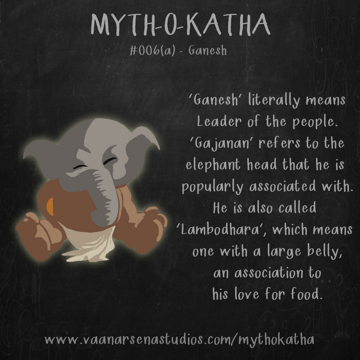 MYTH-O-KATHA
#006(a) - Ganesh
'Ganesh' literally means
Leader of the people.
'Gajanan' refers to the
elephant head that he is
popularly associated with.
He is also called
'Lambodhara', which means
one with a large belly,
an association to
his love for food.
www.vaanarsenastudios.com/mythokatha